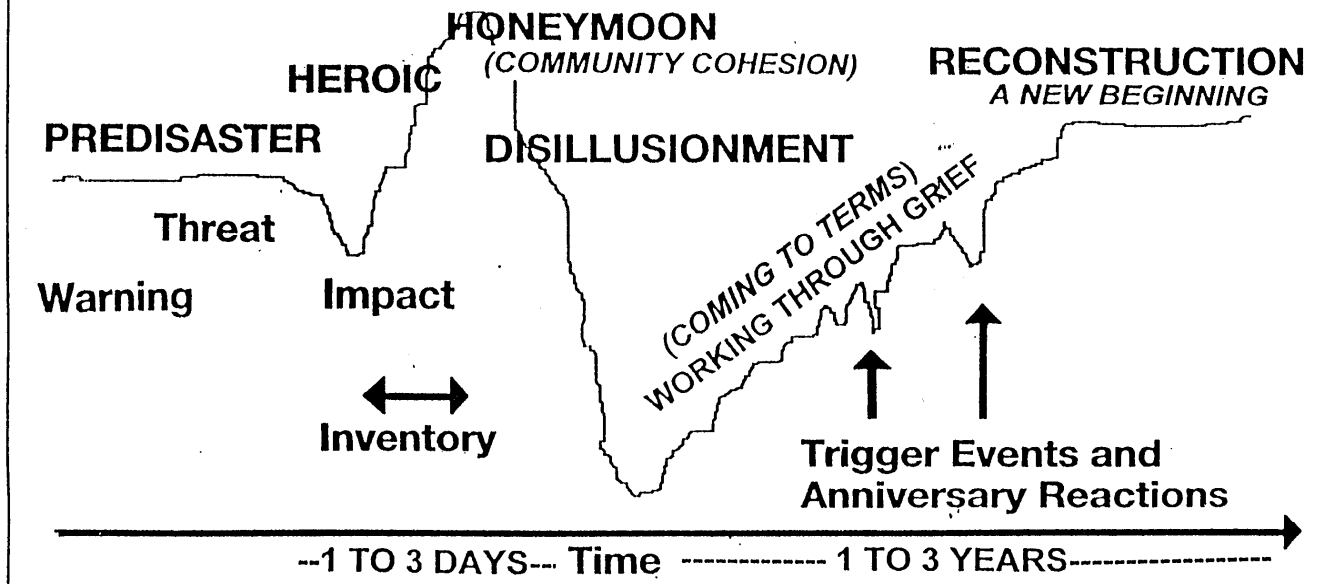 HONEYMOON
(COMMUNITY COHESION)
HEROIC
RECONSTRUCTION
A NEW BEGINNING
PREDISASTER
DISILLUSIONMENT
Threat
(COMING TO TERMS)
WORKING THROUGH GRIEF
Warning
Impact
Inventory
Trigger Events and
Anniversary Reactions
--1 TO 3 DAYS--- Time ------------- 1 TO 3 YEARS------------------